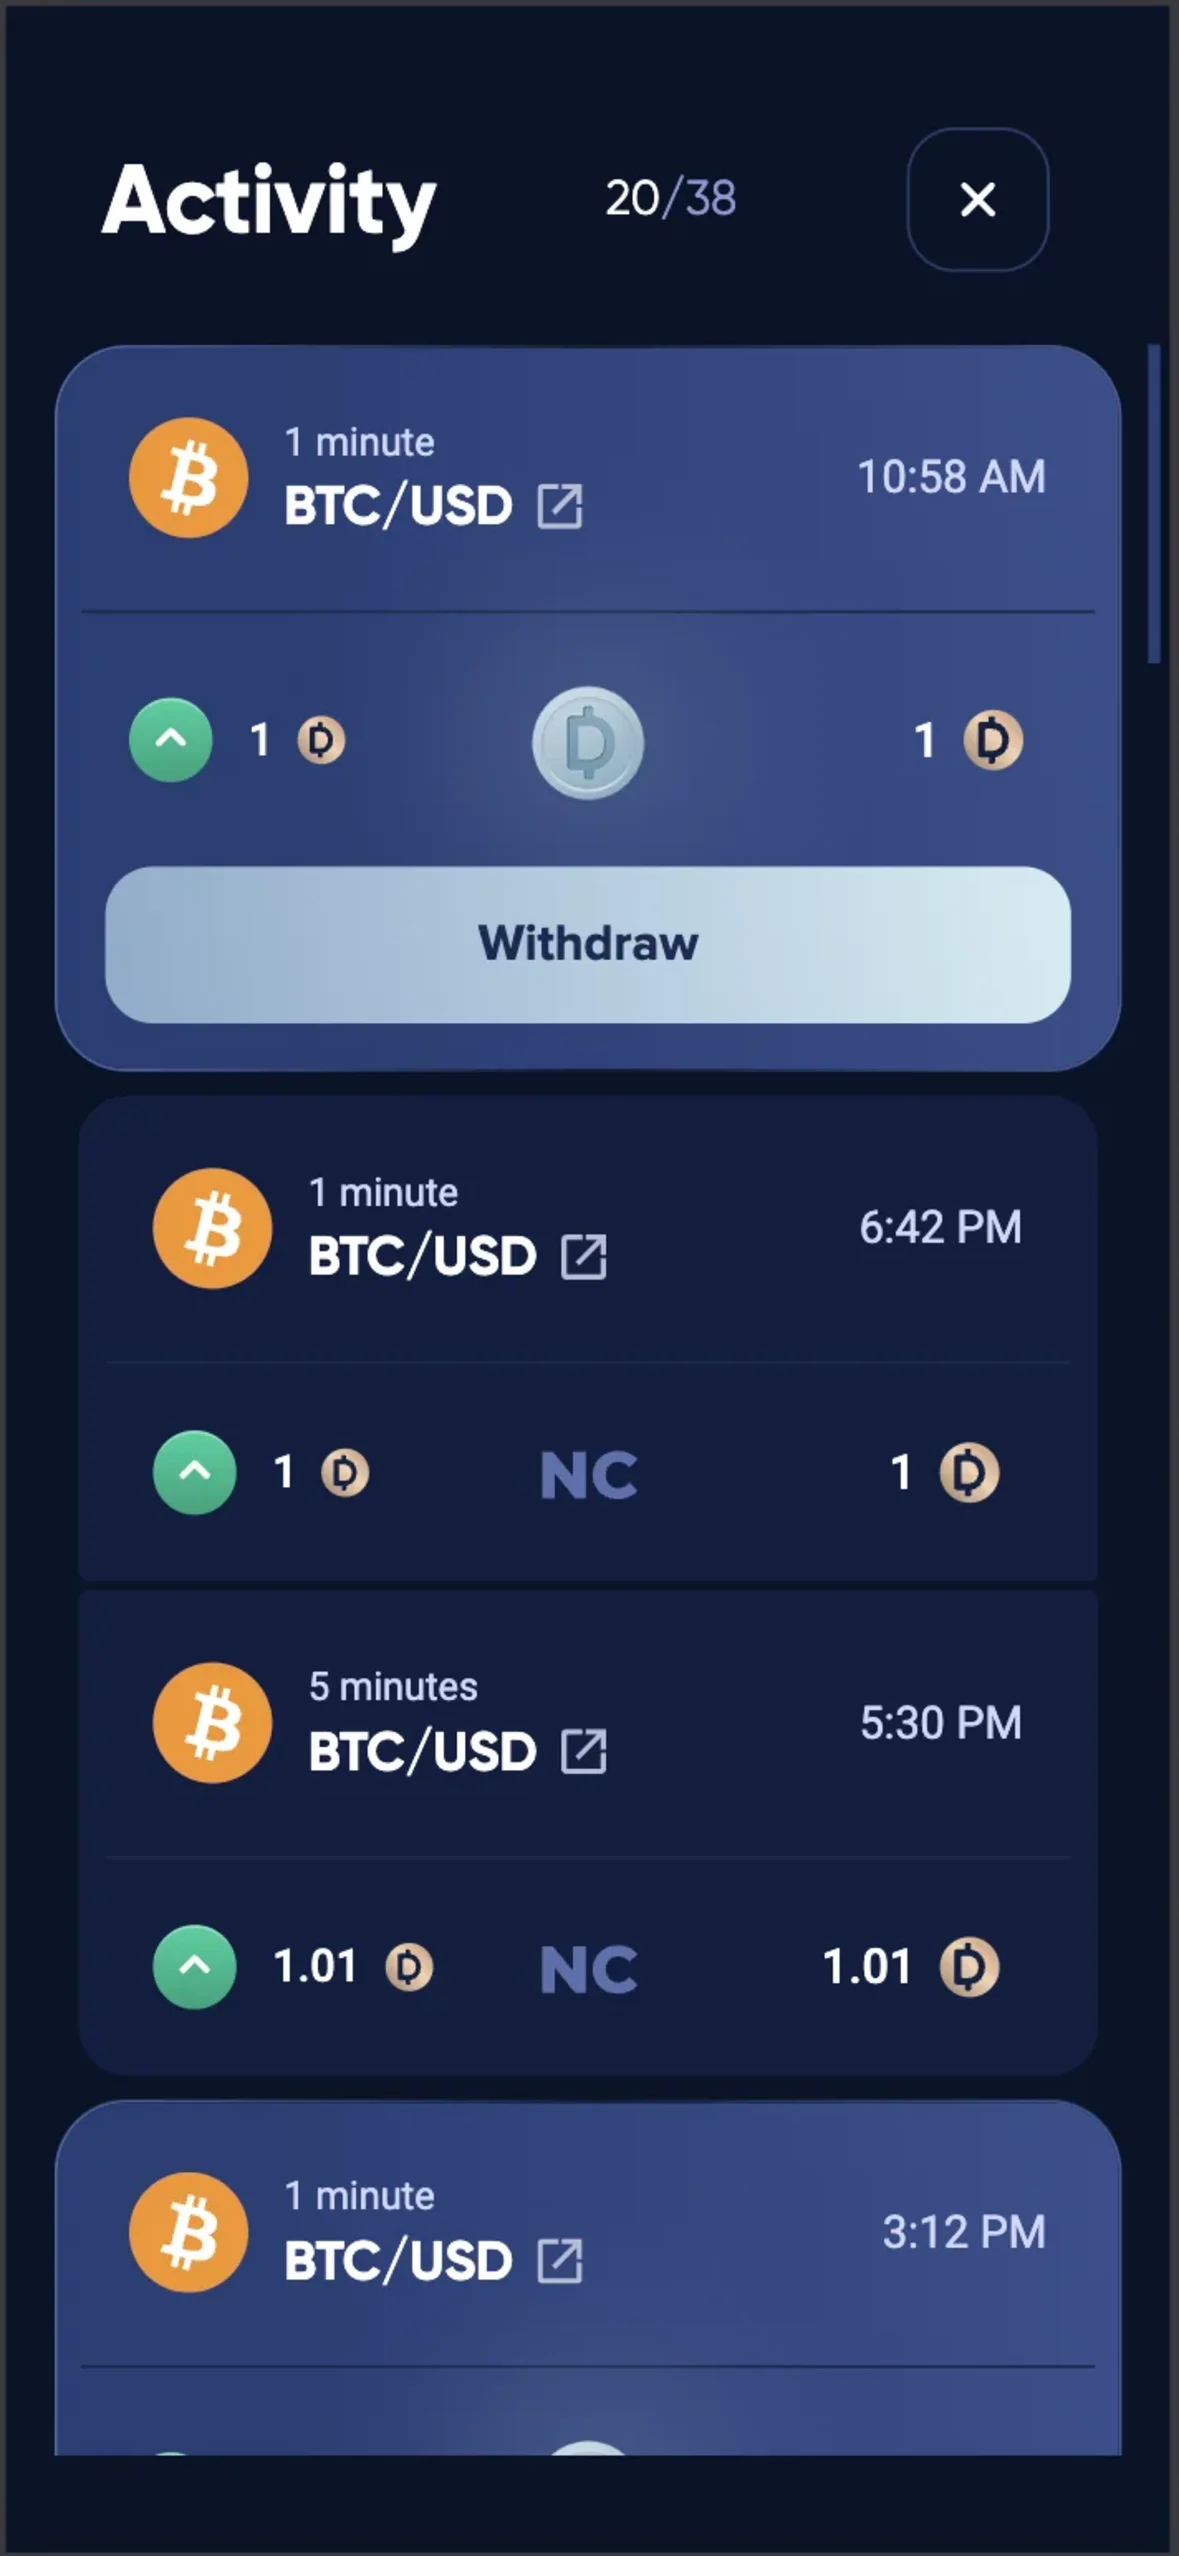 Activity
20/38
1 minute
BTC/USD
10:58 AM
1
1
Withdraw
1 minute
BTC/USD
6:42 PM
1
NC
1
5 minutes
BTC/USD
5:30 PM
1.01
NC
1.01
1 minute
BTC/USD
3:12 PM